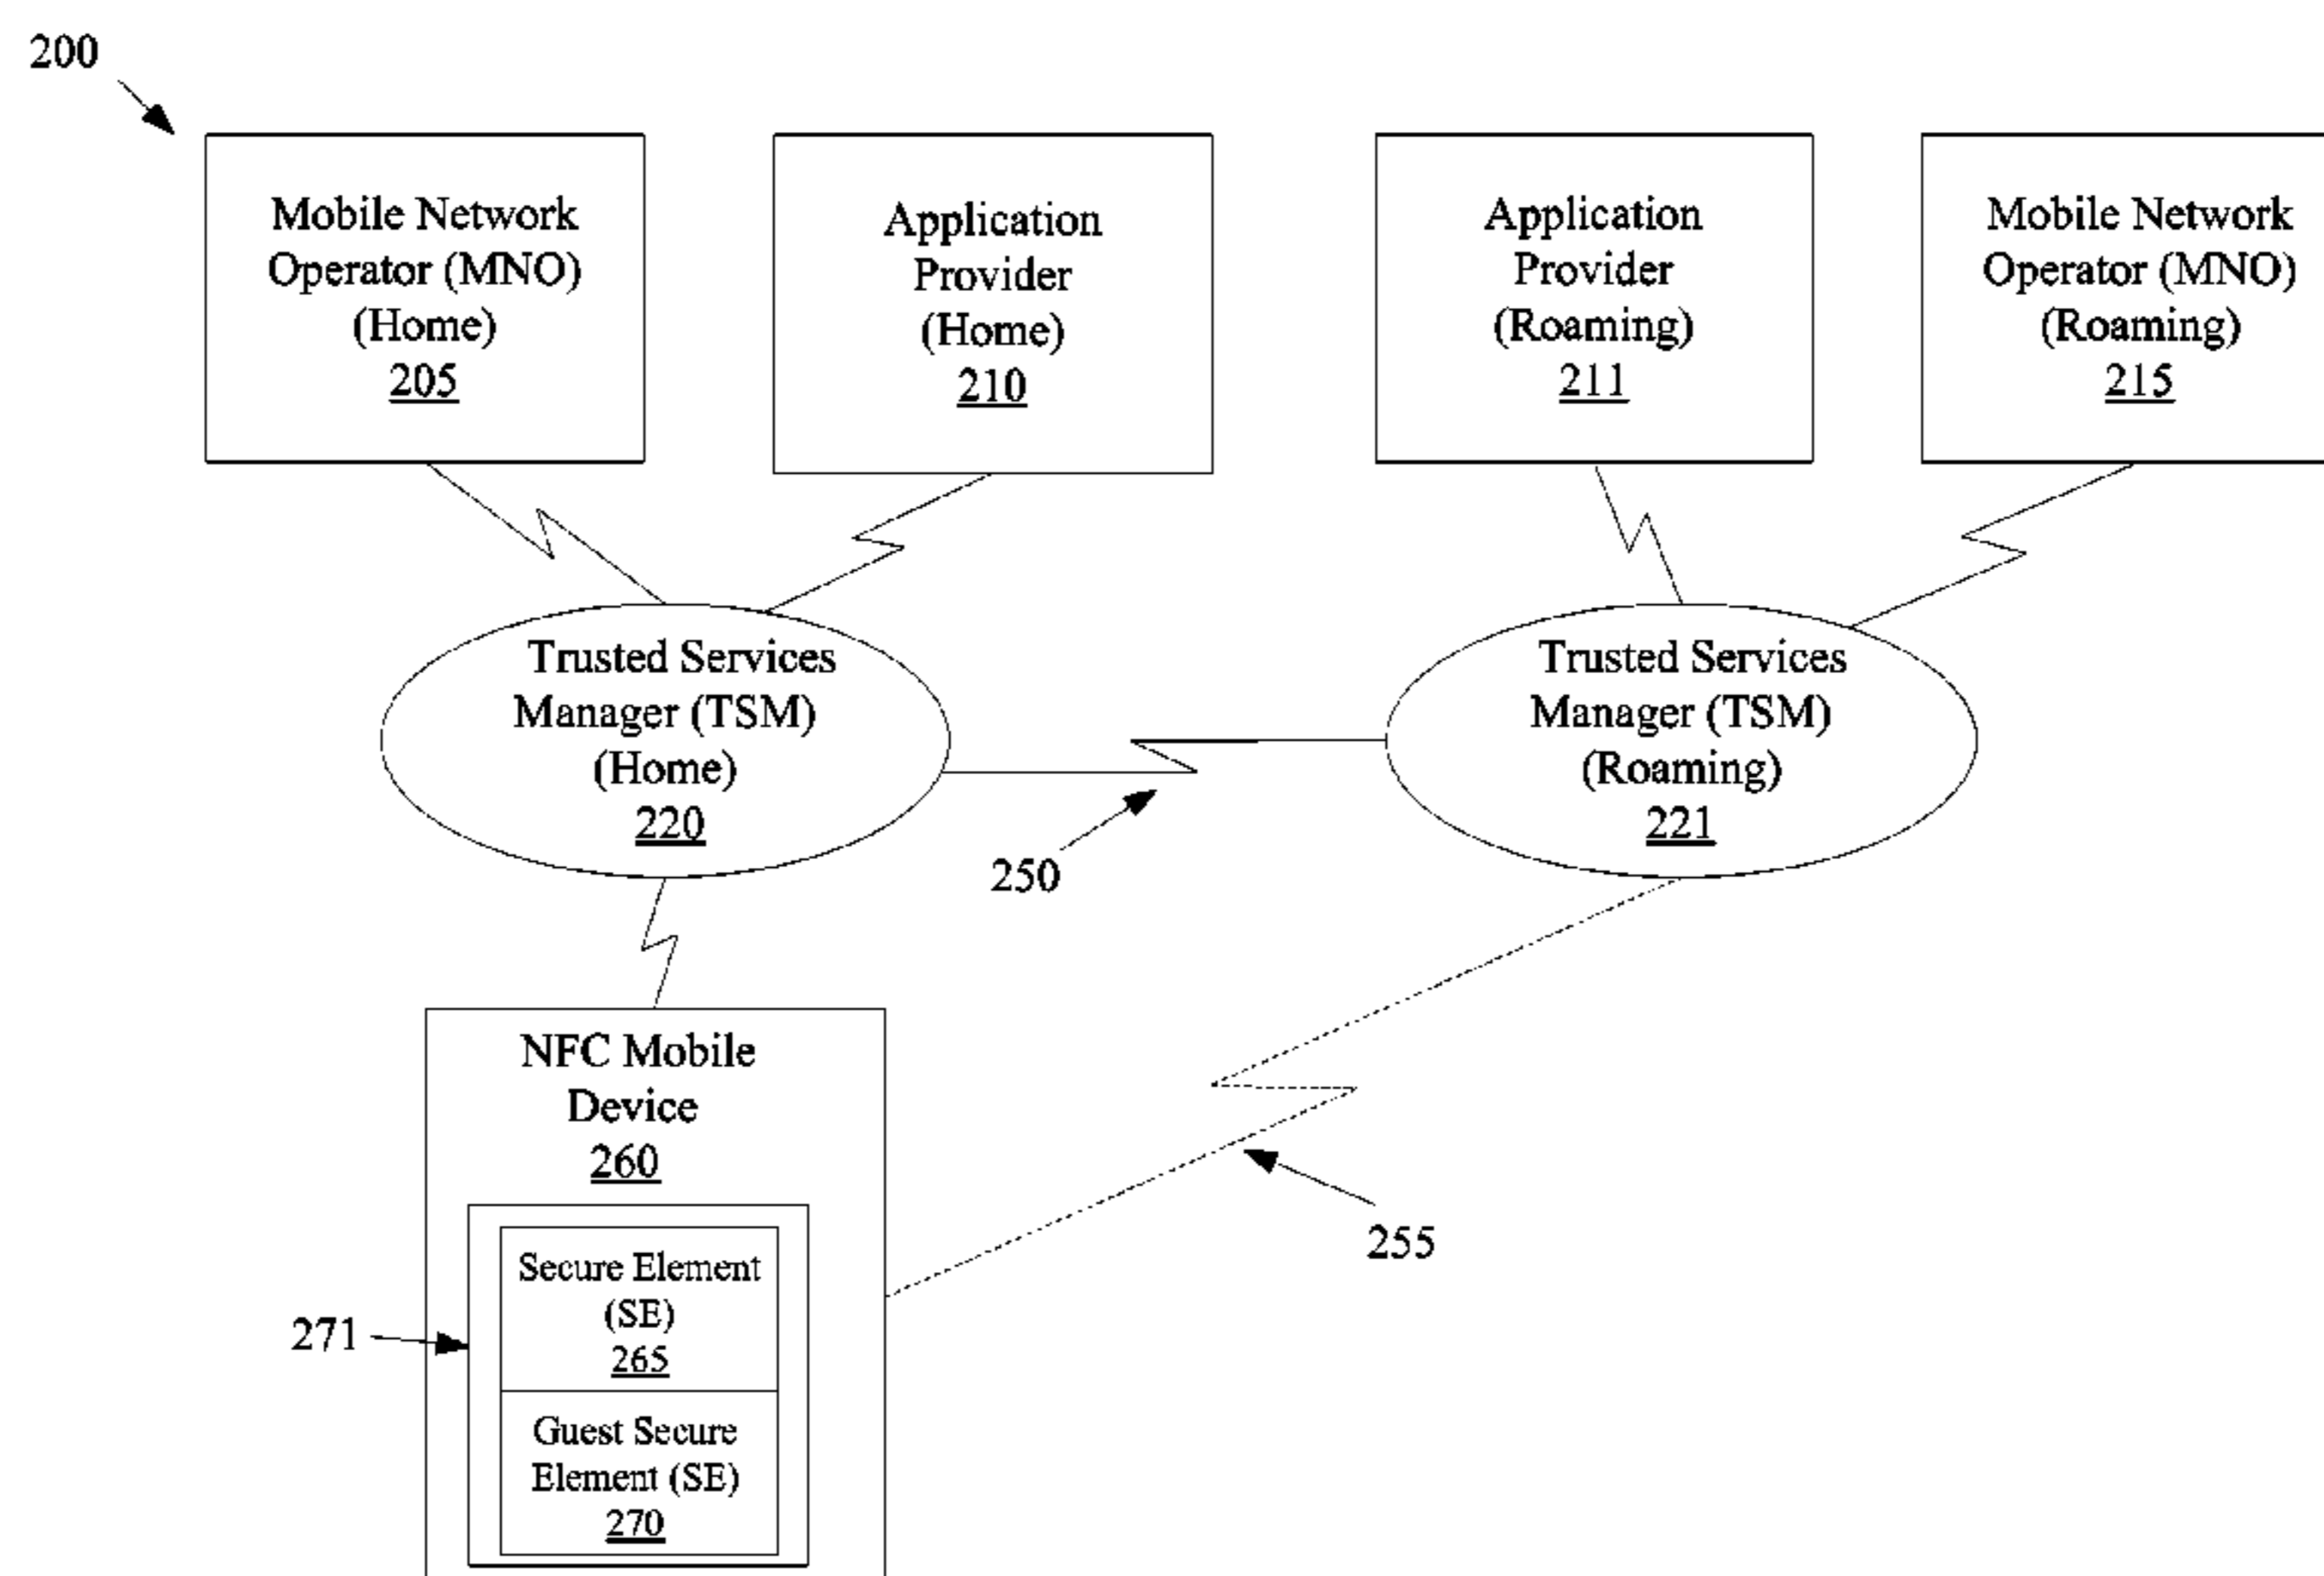 200
Mobile Network
Operator (MNO)
(Home)
205
Application
Provider
(Home)
210
Application
Provider
(Roaming)
211
Mobile Network
Operator (MNO)
(Roaming)
215
Trusted Services
Manager (TSM)
(Home)
220
Trusted Services
Manager (TSM)
(Roaming)
221
250
NFC Mobile
Device
260
255
271
Secure Element
(SE)
265
Guest Secure
Element (SE)
270